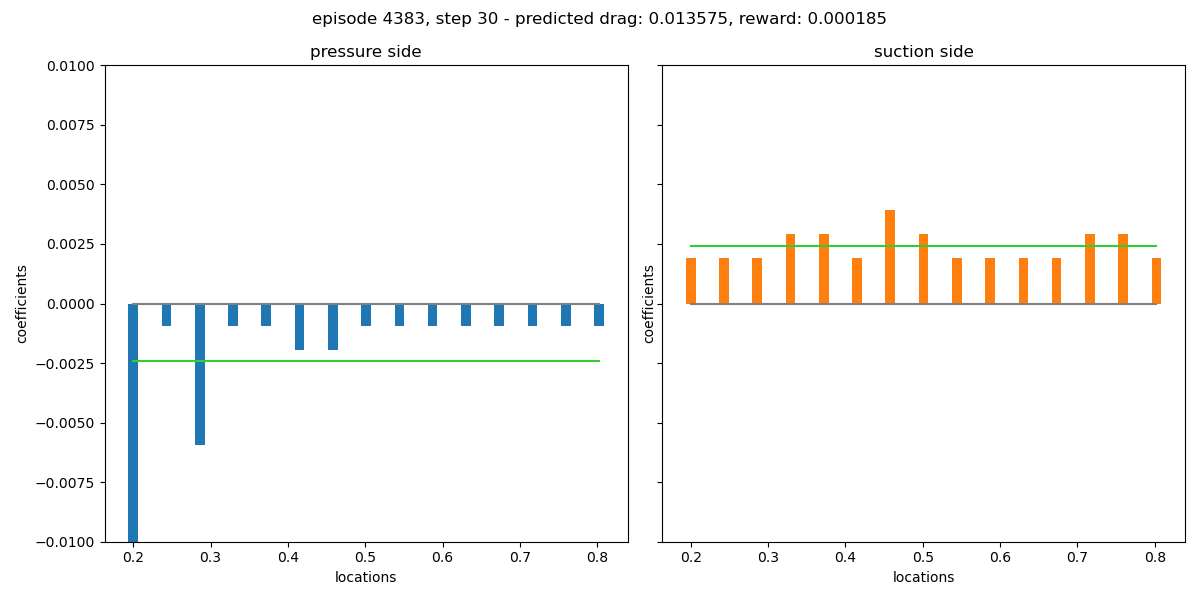 episode 4383, step 30 - predicted drag: 0.013575, reward: 0.000185
pressure side
suction side
0.0100
0.0075
0.0050
0.0025
0.0000
−0.0025
−0.0050
−0.0075
−0.0100
coefficients
coefficients
0.2 0.3 0.4 0.5 0.6 0.7 0.8
0.2 0.3 0.4 0.5 0.6 0.7 0.8
locations
locations